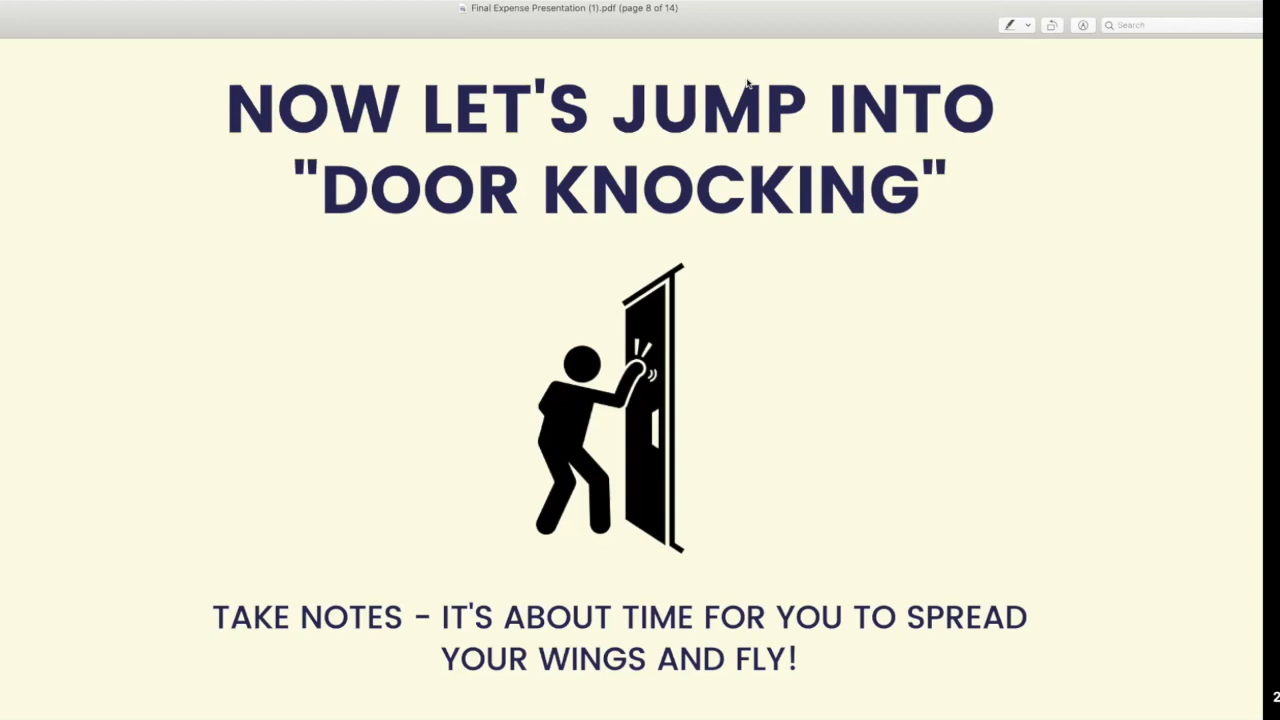 Final Expense Presentation (1).pdf (page 8 of 14)
Search
NOW LET'S JUMP INTO
"DOOR KNOCKING"
TAKE NOTES - IT'S ABOUT TIME FOR YOU TO SPREAD
YOUR WINGS AND FLY!
2